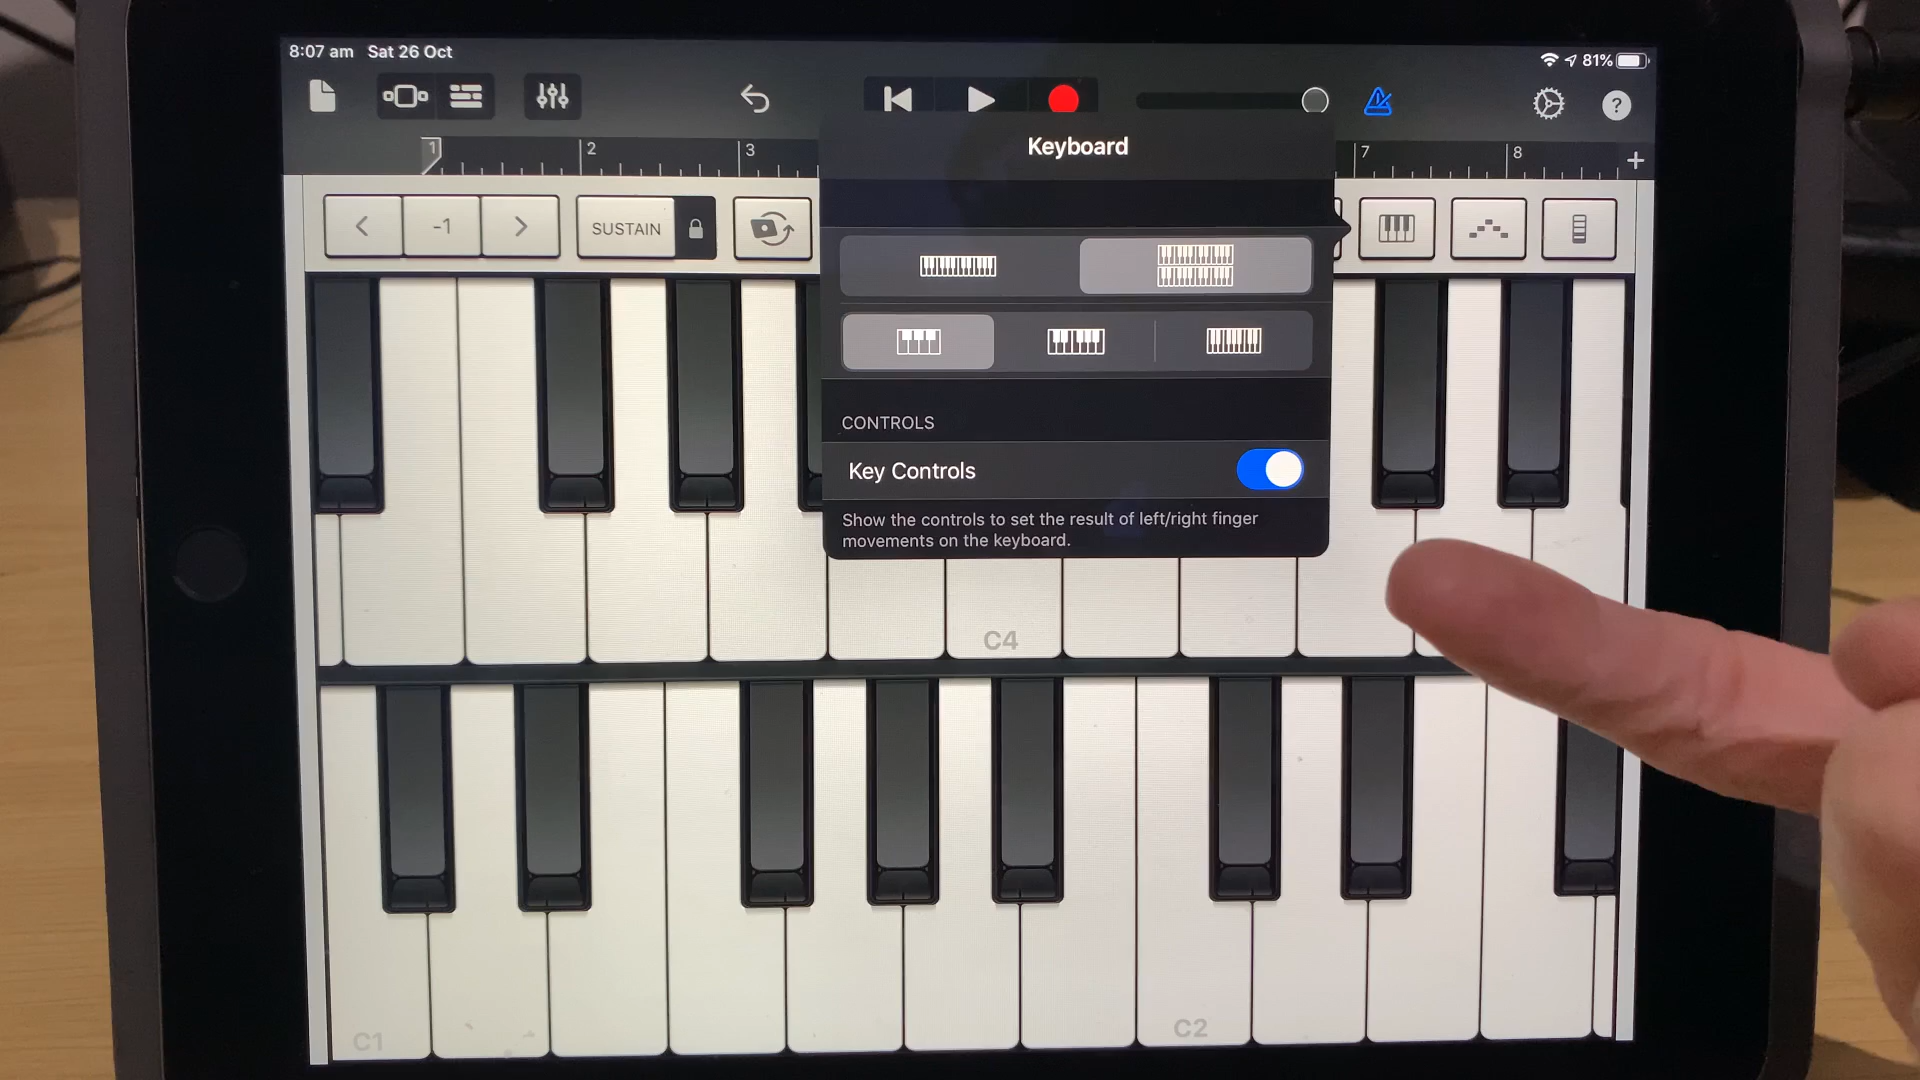 8:07 am Sat 26 Oct
81%
?
1 2 3 7 8 +
Keyboard
-1
SUSTAIN
CONTROLS
Key Controls
Show the controls to set the result of left/right finger
movements on the keyboard.
C4
C1
C2